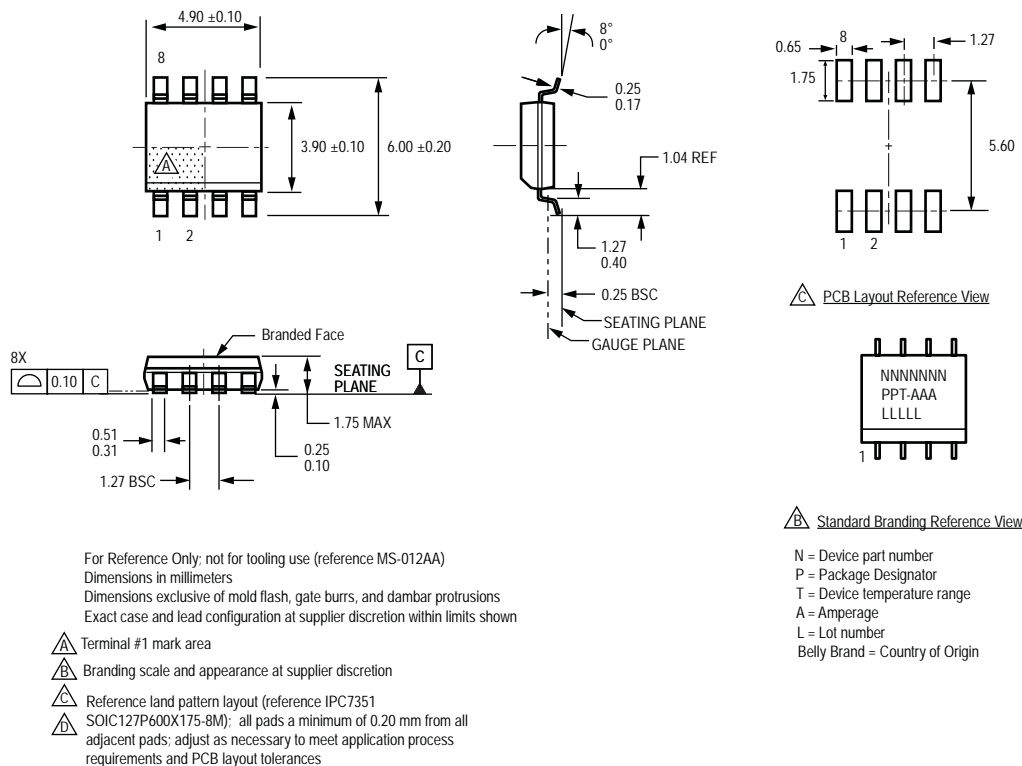 4.90 ±0.10
8
A
3.90 ±0.10
6.00 ±0.20
1 2
8°
0°
0.25
0.17
1.04 REF
1.27
0.40
0.25 BSC
SEATING PLANE
GAUGE PLANE
0.65
8
1.27
1.75
5.60
1 2
C PCB Layout Reference View
Branded Face
8X
0.10 C
SEATING
PLANE
C
1.75 MAX
0.51
0.31
0.25
0.10
1.27 BSC
NNNNNNN
PPT-AAA
LLLLL
1
B Standard Branding Reference View
N = Device part number
P = Package Designator
T = Device temperature range
A = Amperage
L = Lot number
Belly Brand = Country of Origin
For Reference Only; not for tooling use (reference MS-012AA)
Dimensions in millimeters
Dimensions exclusive of mold flash, gate burrs, and dambar protrusions
Exact case and lead configuration at supplier discretion within limits shown
A Terminal #1 mark area
B Branding scale and appearance at supplier discretion
C Reference land pattern layout (reference IPC7351
D SOIC127P600X175-8M); all pads a minimum of 0.20 mm from all
adjacent pads; adjust as necessary to meet application process
requirements and PCB layout tolerances